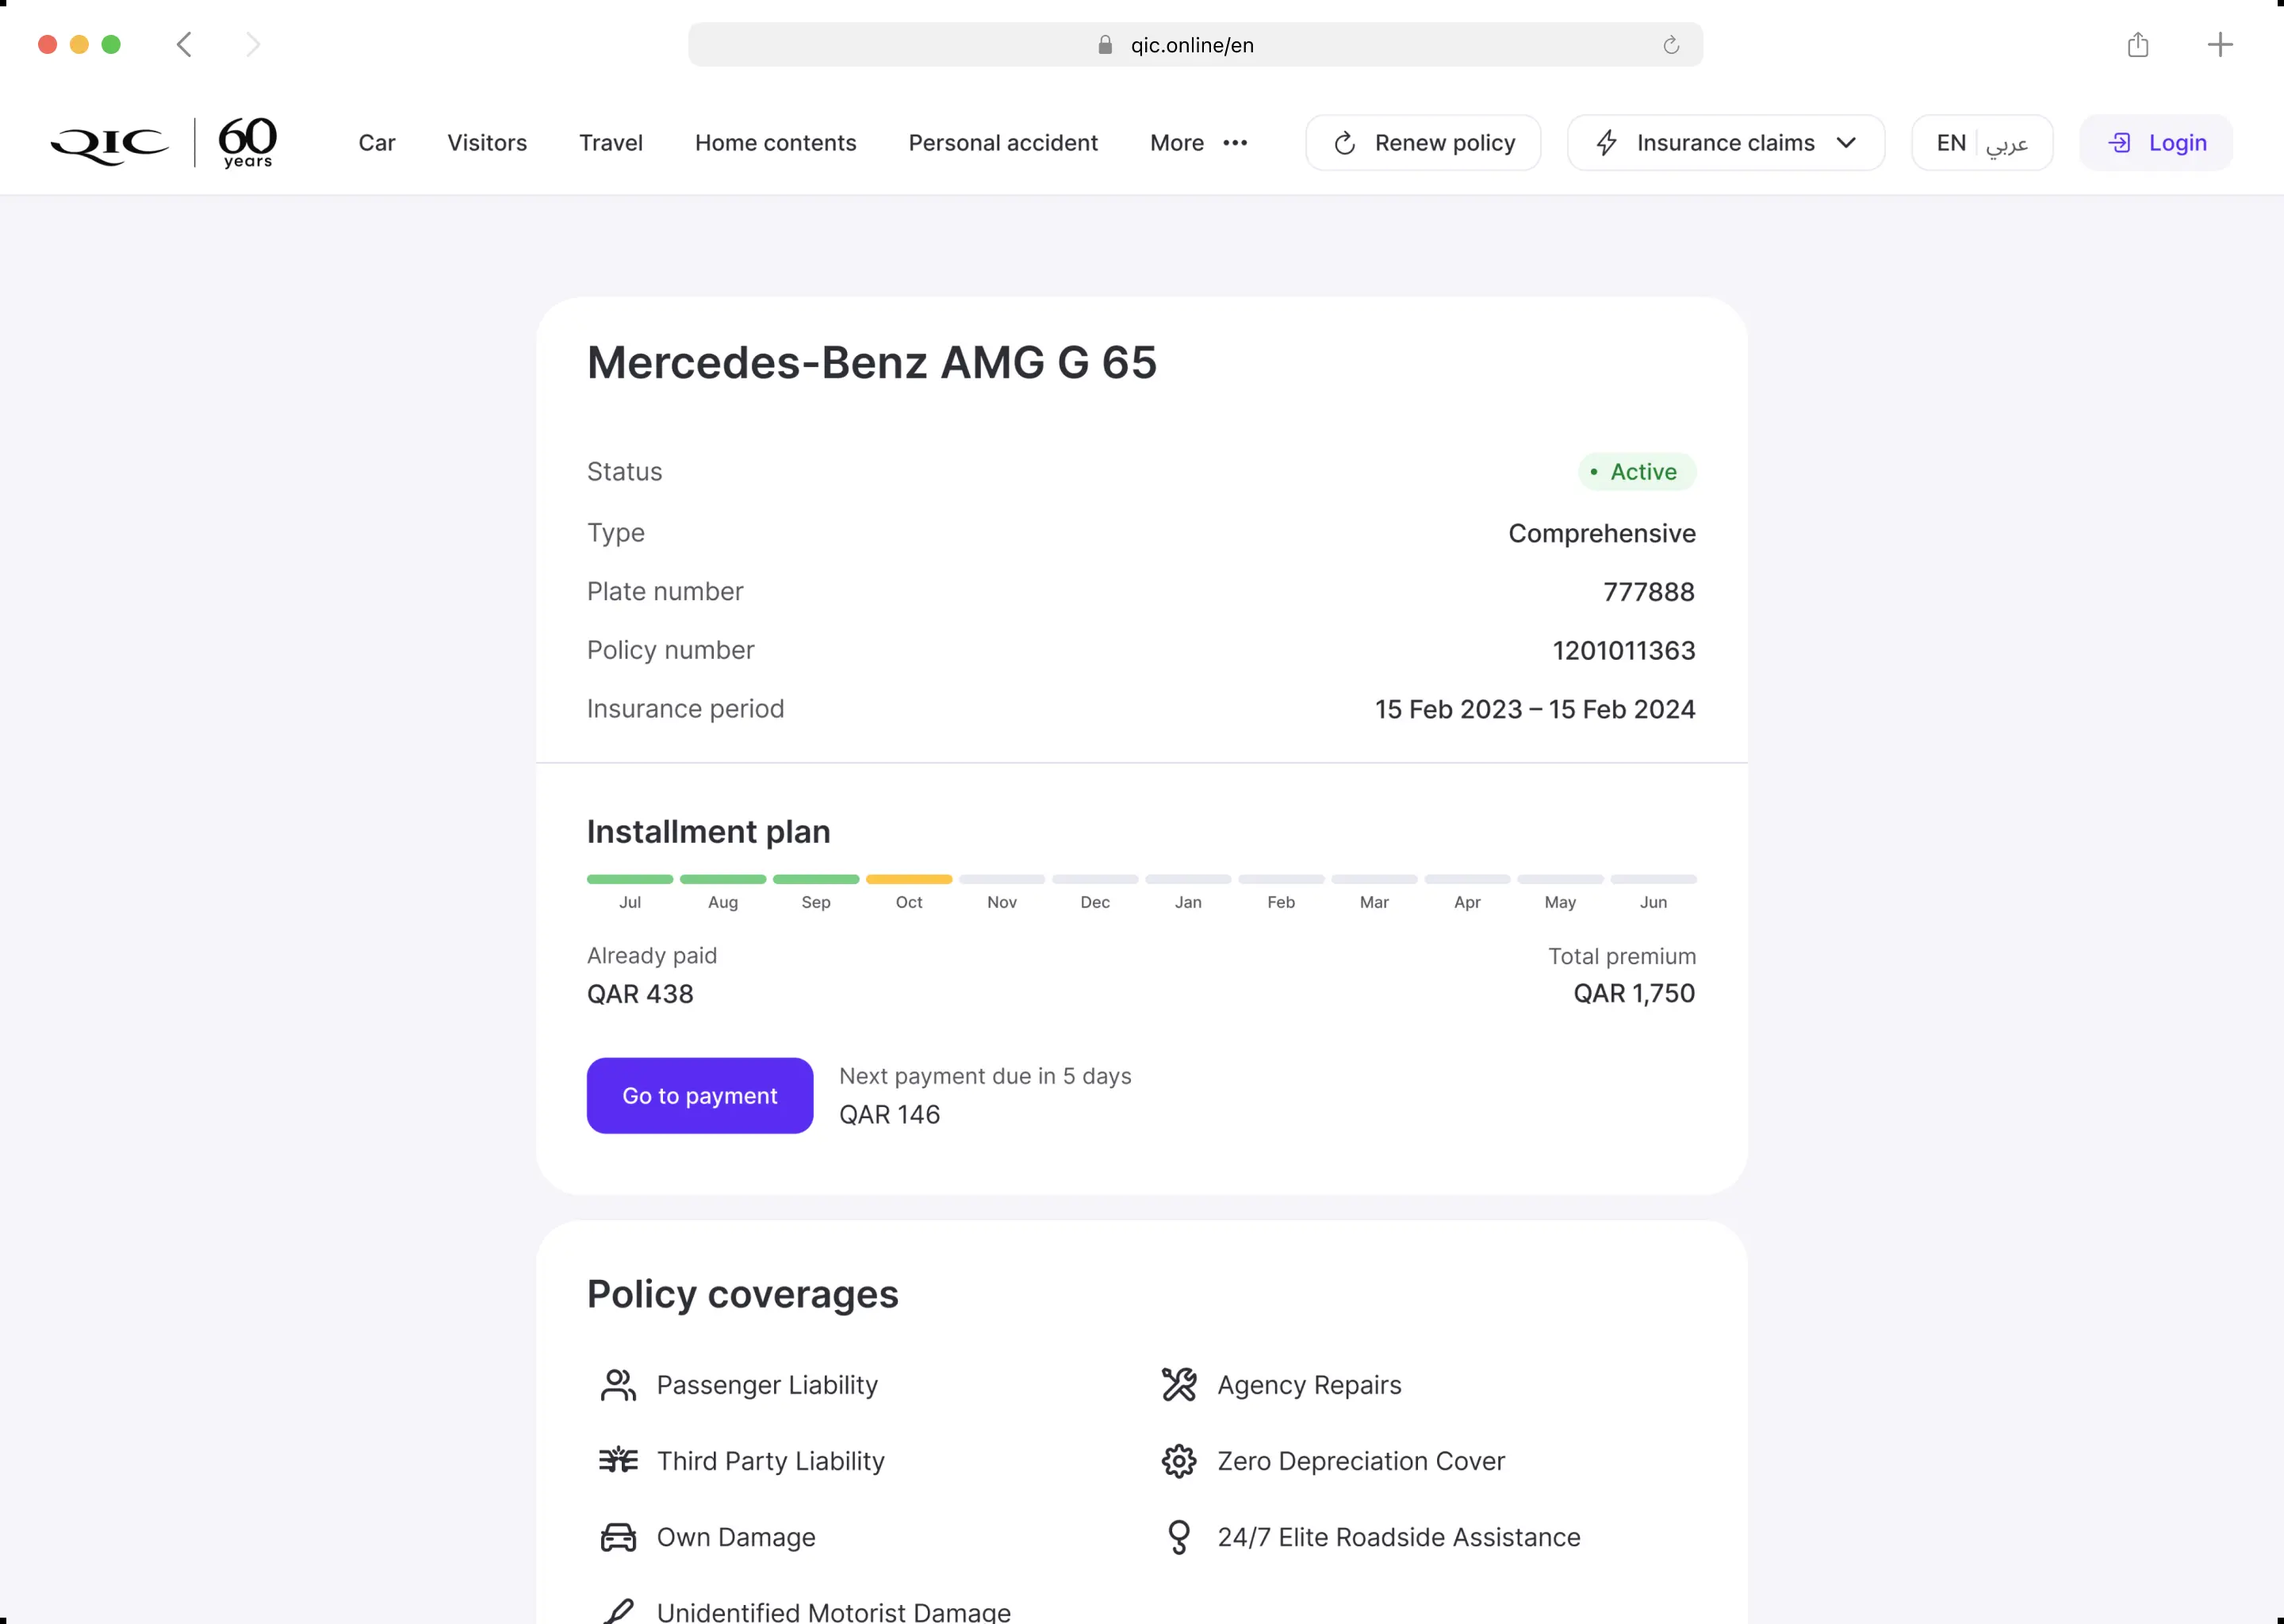 qic.online/en
QIC
60
years
Car
Visitors
Travel
Home contents
Personal accident
More
Renew policy
Insurance claims
EN
عربي
Login
Mercedes-Benz AMG G 65
Status
Active
Type
Comprehensive
Plate number
777888
Policy number
1201011363
Insurance period
15 Feb 2023 – 15 Feb 2024
Installment plan
Jul Aug Sep Oct Nov Dec Jan Feb Mar Apr May Jun
Already paid
Total premium
QAR 438
QAR 1,750
Go to payment
Next payment due in 5 days
QAR 146
Policy coverages
Passenger Liability
Agency Repairs
Third Party Liability
Zero Depreciation Cover
Own Damage
24/7 Elite Roadside Assistance
Unidentified Motorist Damage